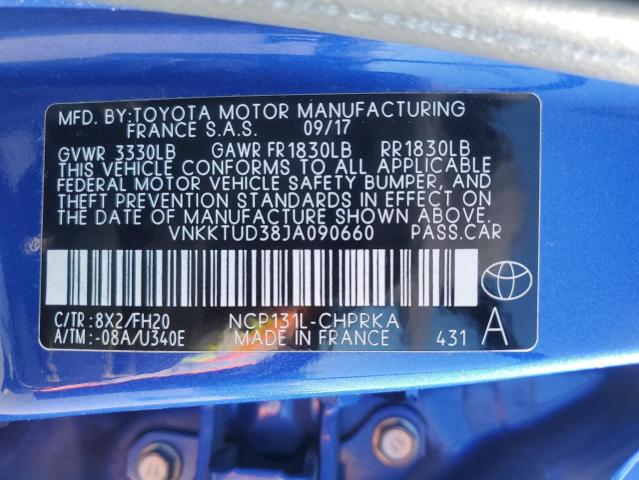 MFD. BY:TOYOTA MOTOR MANUFACTURING
FRANCE S.A.S. 09/17
GVWR 3330LB GAWR FR1830LB RR1830LB
THIS VEHICLE CONFORMS TO ALL APPLICABLE
FEDERAL MOTOR VEHICLE SAFETY BUMPER, AND
THEFT PREVENTION STANDARDS IN EFFECT ON
THE DATE OF MANUFACTURE SHOWN ABOVE.
VNKKTUD38JA090660 PASS.CAR
C/TR: 8X2/FH20 NCP131L-CHPRKA
A/TM: -08A/U340E MADE IN FRANCE 431 A